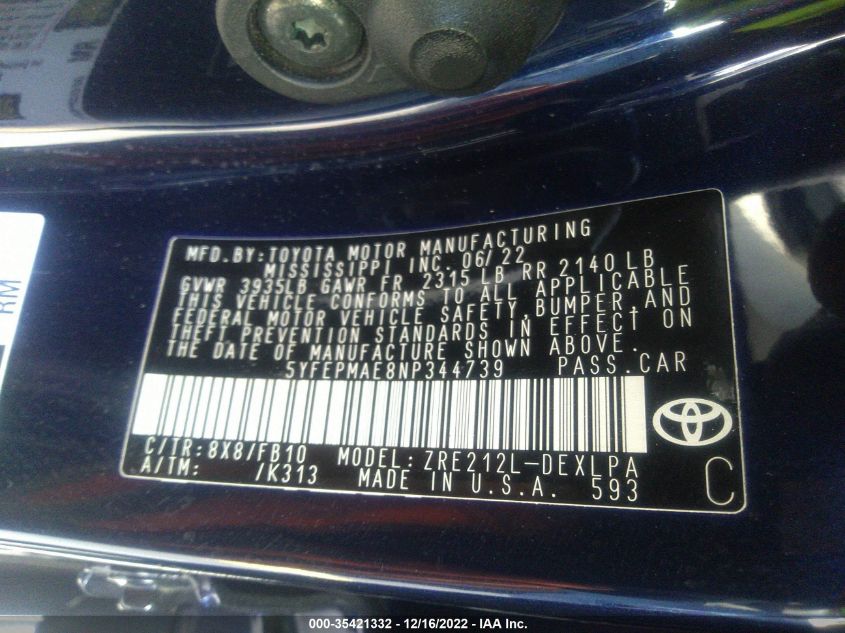 MFD.BY:TOYOTA MOTOR MANUFACTURING
MISSISSIPPI INC. 06/22
GVWR 3935LB GAWR FR 2315 LB RR 2140 LB
THIS VEHICLE CONFORMS TO ALL APPLICABLE
FEDERAL MOTOR VEHICLE SAFETY,BUMPER,AND
THEFT PREVENTION STANDARDS IN EFFECT ON
THE DATE OF MANUFACTURE SHOWN ABOVE.
5YFEPMAE8NP344739 PASS.CAR
C/TR:8X8/FB10 MODEL:ZRE212L-DEXLPA
A/TM: /K313 MADE IN U.S.A. 593
C
RM
000-35421332 - 12/16/2022 - IAA Inc.